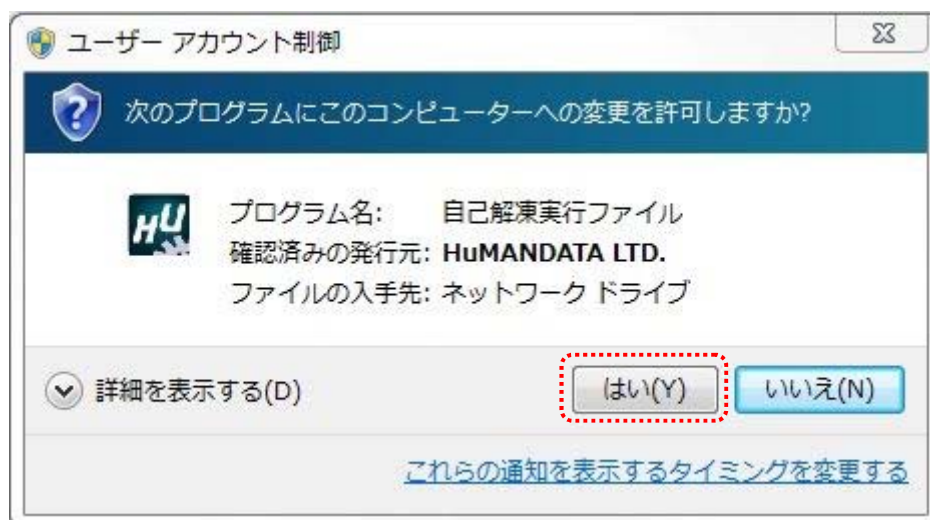 ユーザー アカウント制御
次のプログラムにこのコンピューターへの変更を許可しますか?
HU
プログラム名: 自己解凍実行ファイル
確認済みの発行元: HuMANDATA LTD.
ファイルの入手先: ネットワーク ドライブ
詳細を表示する(D) はい(Y) いいえ(N)
これらの通知を表示するタイミングを変更する